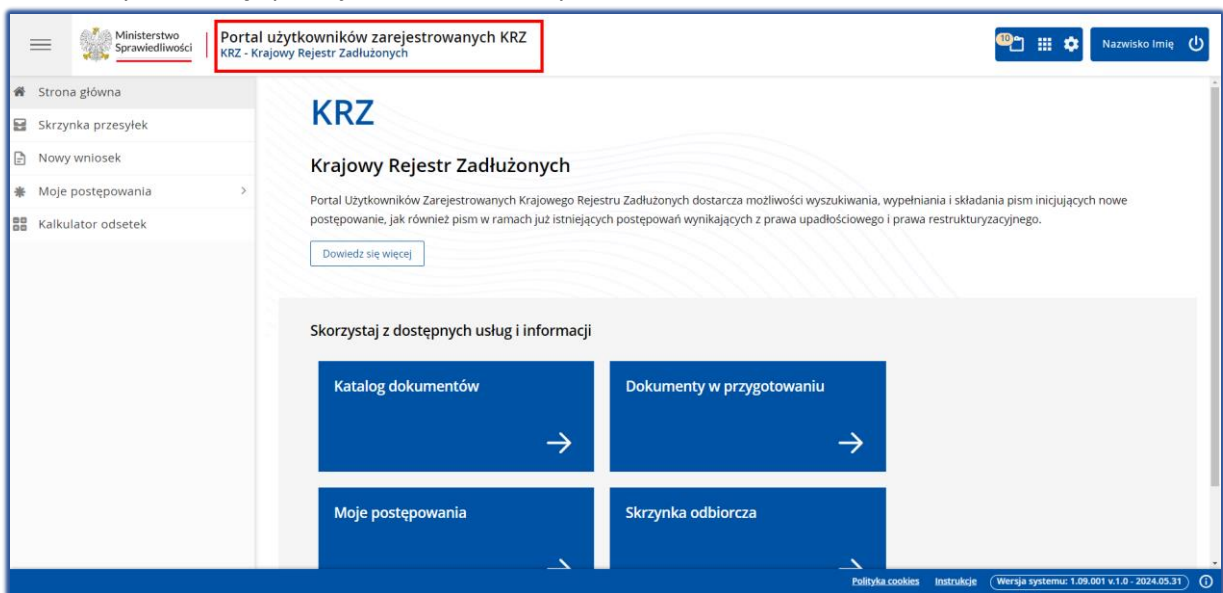 Ministerstwo
Sprawiedliwości
Portal użytkowników zarejestrowanych KRZ
KRZ - Krajowy Rejestr Zadłużonych
10
Nazwisko Imię
Strona główna
Skrzynka przesyłek
Nowy wniosek
Moje postępowania
Kalkulator odsetek
KRZ
Krajowy Rejestr Zadłużonych
Portal Użytkowników Zarejestrowanych Krajowego Rejestru Zadłużonych dostarcza możliwości wyszukiwania, wypełniania i składania pism inicjujących nowe
postępowanie, jak również pism w ramach już istniejących postępowań wynikających z prawa upadłościowego i prawa restrukturyzacyjnego.
Dowiedz się więcej
Skorzystaj z dostępnych usług i informacji
Katalog dokumentów
Dokumenty w przygotowaniu
Moje postępowania
Skrzynka odbiorcza
Polityka cookies Instrukcje Wersja systemu: 1.09.001 v.1.0 - 2024.05.31